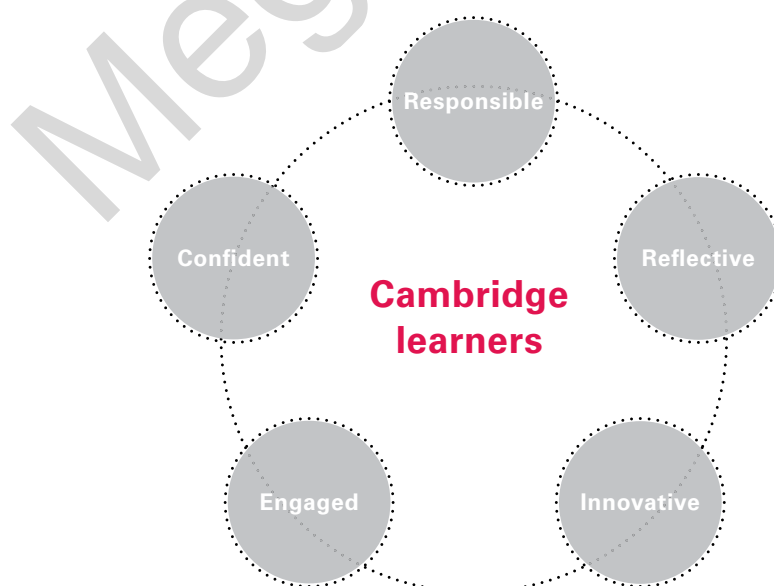 Responsible
Confident
Reflective
Cambridge
learners
Engaged
Innovative